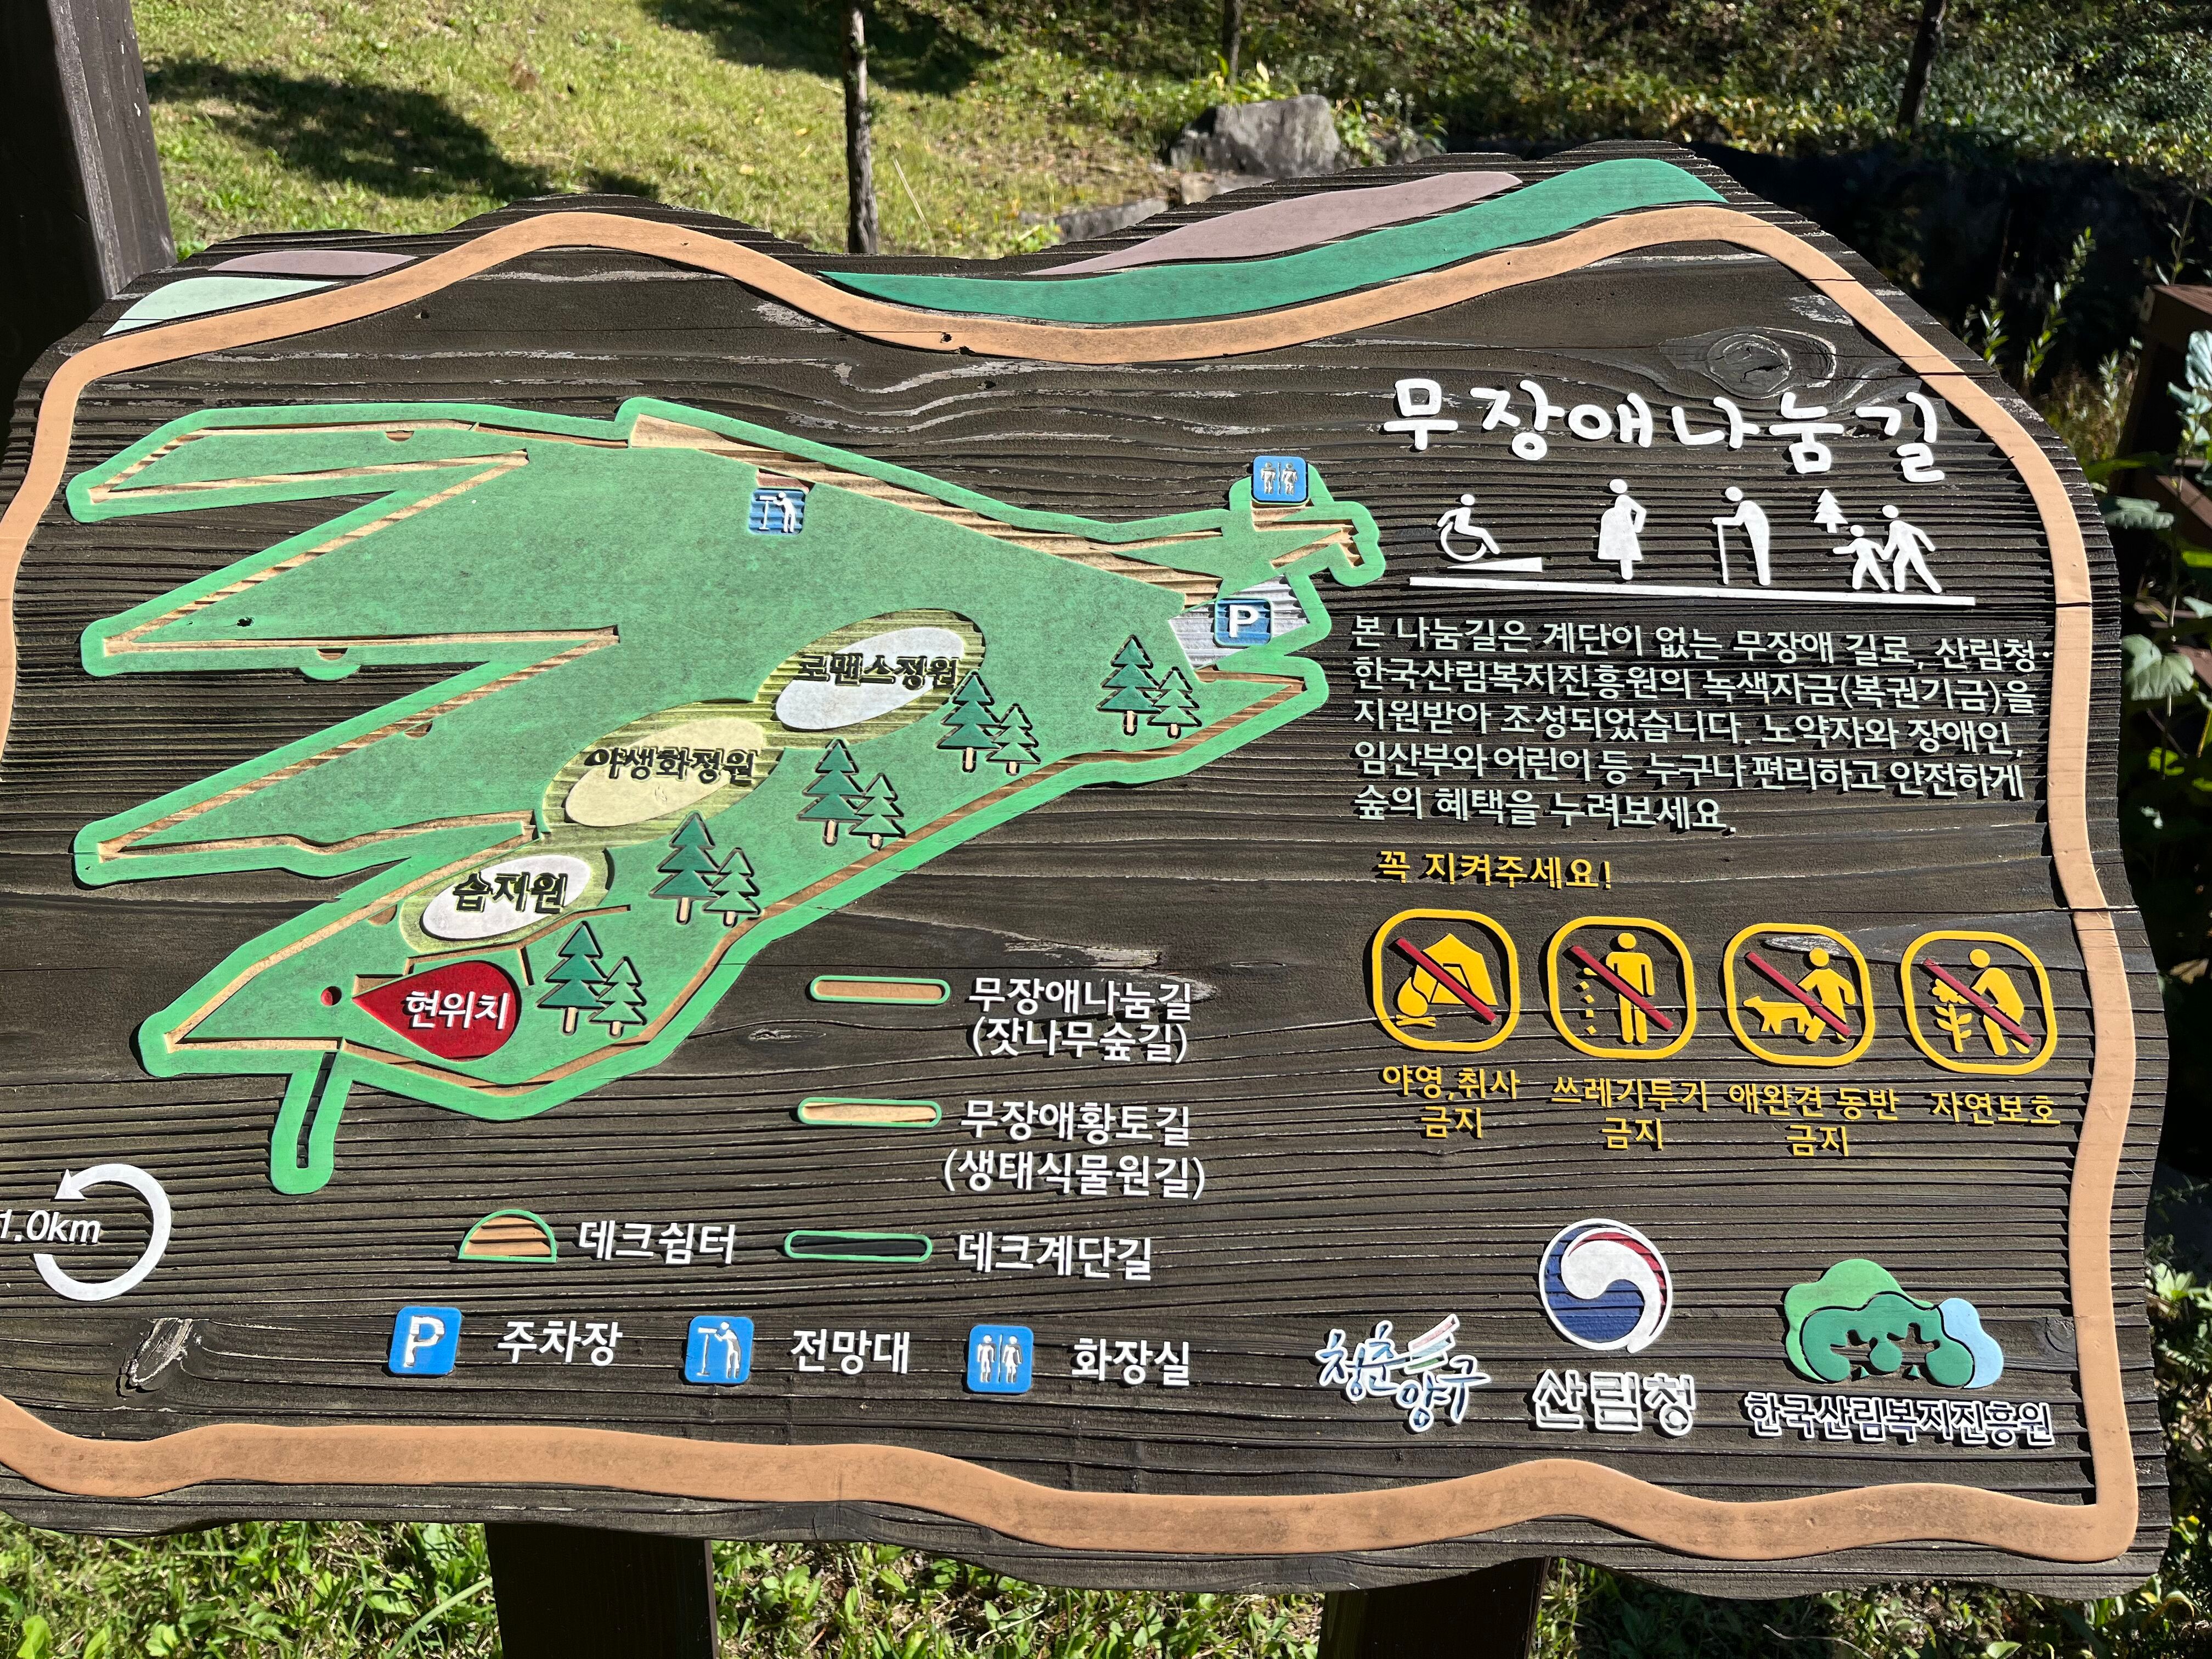 무장애나눔길
본 나눔길은 계단이 없는 무장애 길로, 산림청·
한국산림복지진흥원의 녹색자금(복권기금)을
지원받아 조성되었습니다. 노약자와 장애인,
임산부와 어린이 등 누구나 편리하고 안전하게
숲의 혜택을 누려보세요.
꼭 지켜주세요!
야영,취사
금지
쓰레기투기
금지
애완견 동반
금지
자연보호
P
로맨스정원
야생화정원
습지원
현위치
무장애나눔길
(잣나무숲길)
무장애황토길
(생태식물원길)
1.0km
데크쉼터
데크계단길
P 주차장
전망대
화장실
청춘
양구
산림청
한국산림복지진흥원